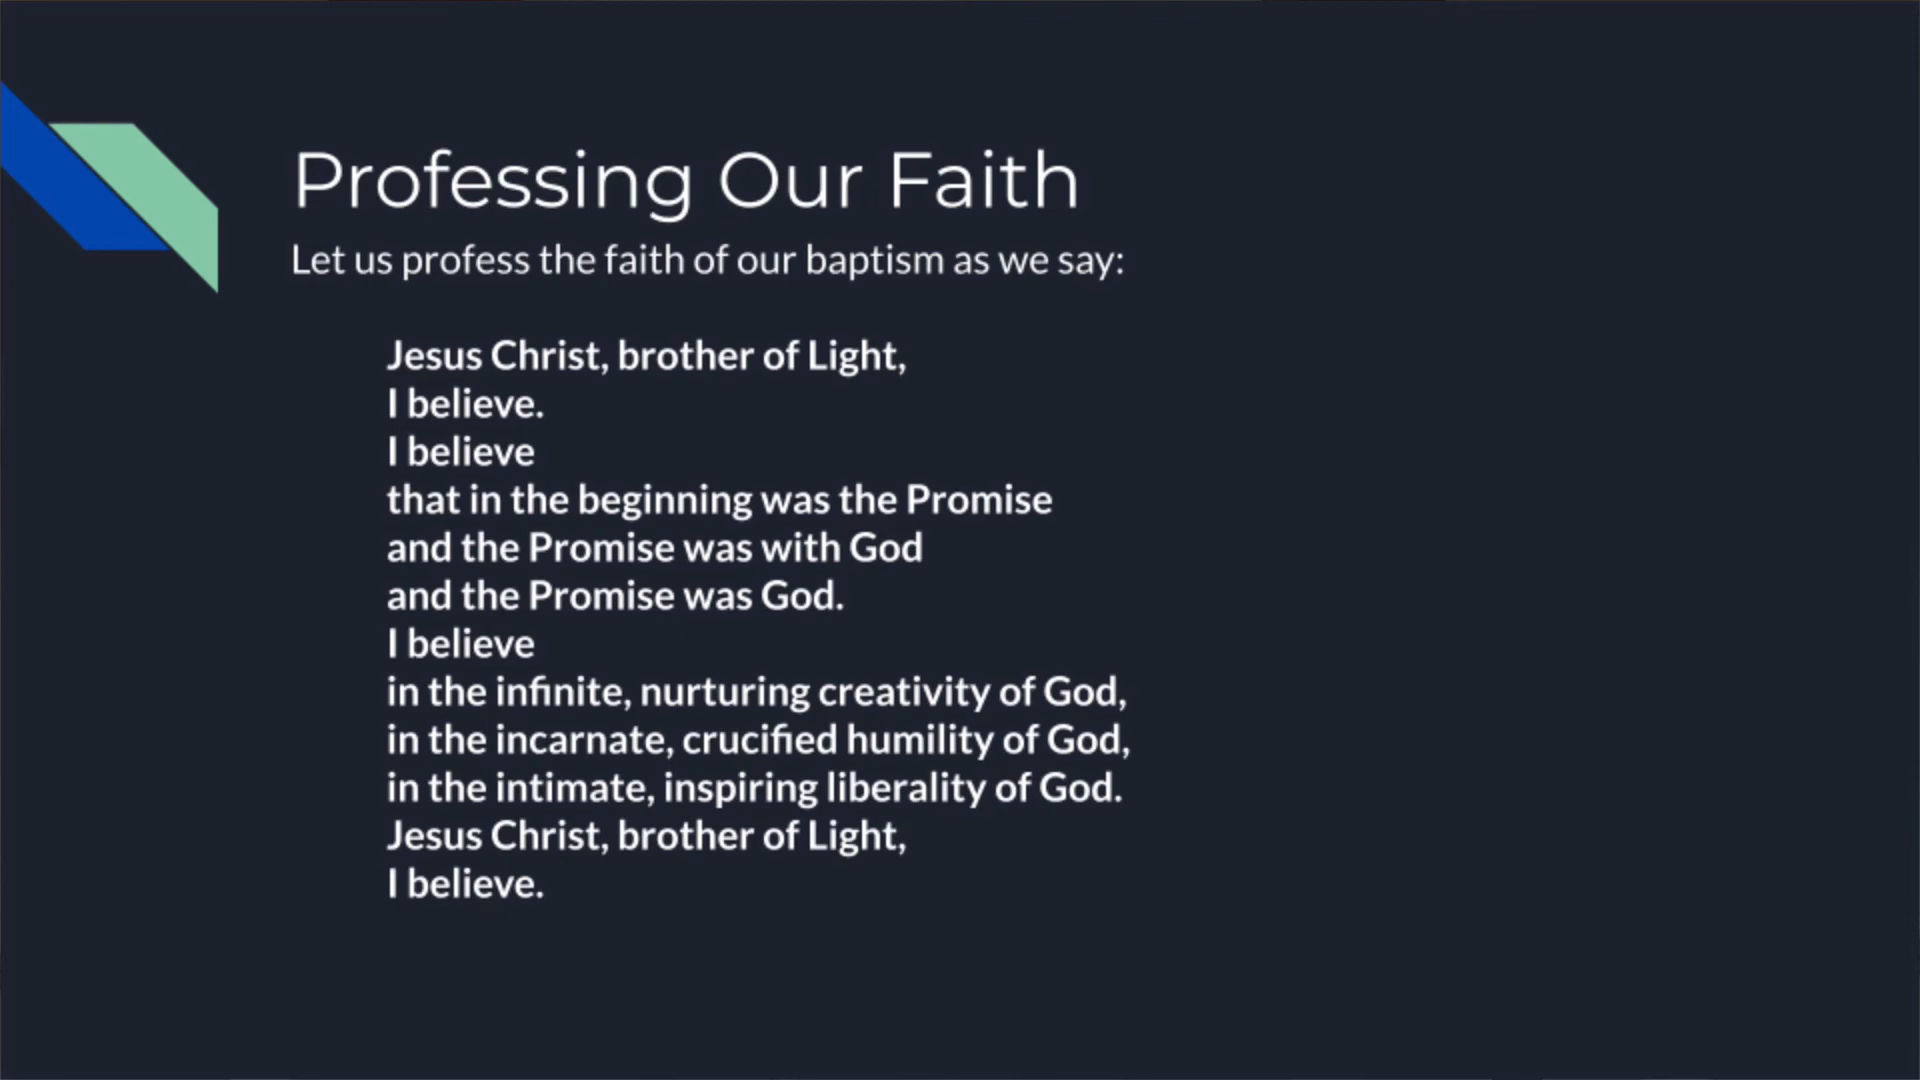 Professing Our Faith
Let us profess the faith of our baptism as we say:
Jesus Christ, brother of Light,
I believe.
I believe
that in the beginning was the Promise
and the Promise was with God
and the Promise was God.
I believe
in the infinite, nurturing creativity of God,
in the incarnate, crucified humility of God,
in the intimate, inspiring liberality of God.
Jesus Christ, brother of Light,
I believe.